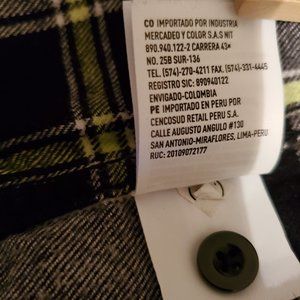 CO IMPORTADO POR INDUSTRIA
MERCADEO Y COLOR S.A.S NIT
890.940.122-2 CARRERA 43A
NO. 25B SUR-136
TEL. (574)-270-4211 FAX. (574)-331-4445
REGISTRO SIC: 890940122
ENVIGADO-COLOMBIA
PE IMPORTADO EN PERU POR
CENCOSUD RETAIL PERU S.A.
CALLE AUGUSTO ANGULO #130
SAN ANTONIO-MIRAFLORES, LIMA-PERU
RUC: 20109072177